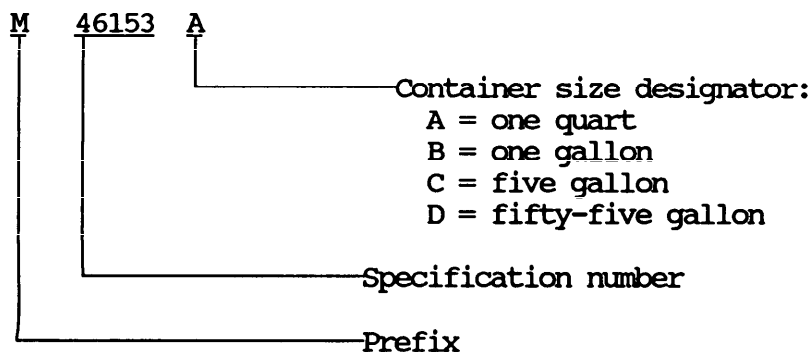 M 46153 A
Container size designator:
A = one quart
B = one gallon
C = five gallon
D = fifty-five gallon
Specification number
Prefix